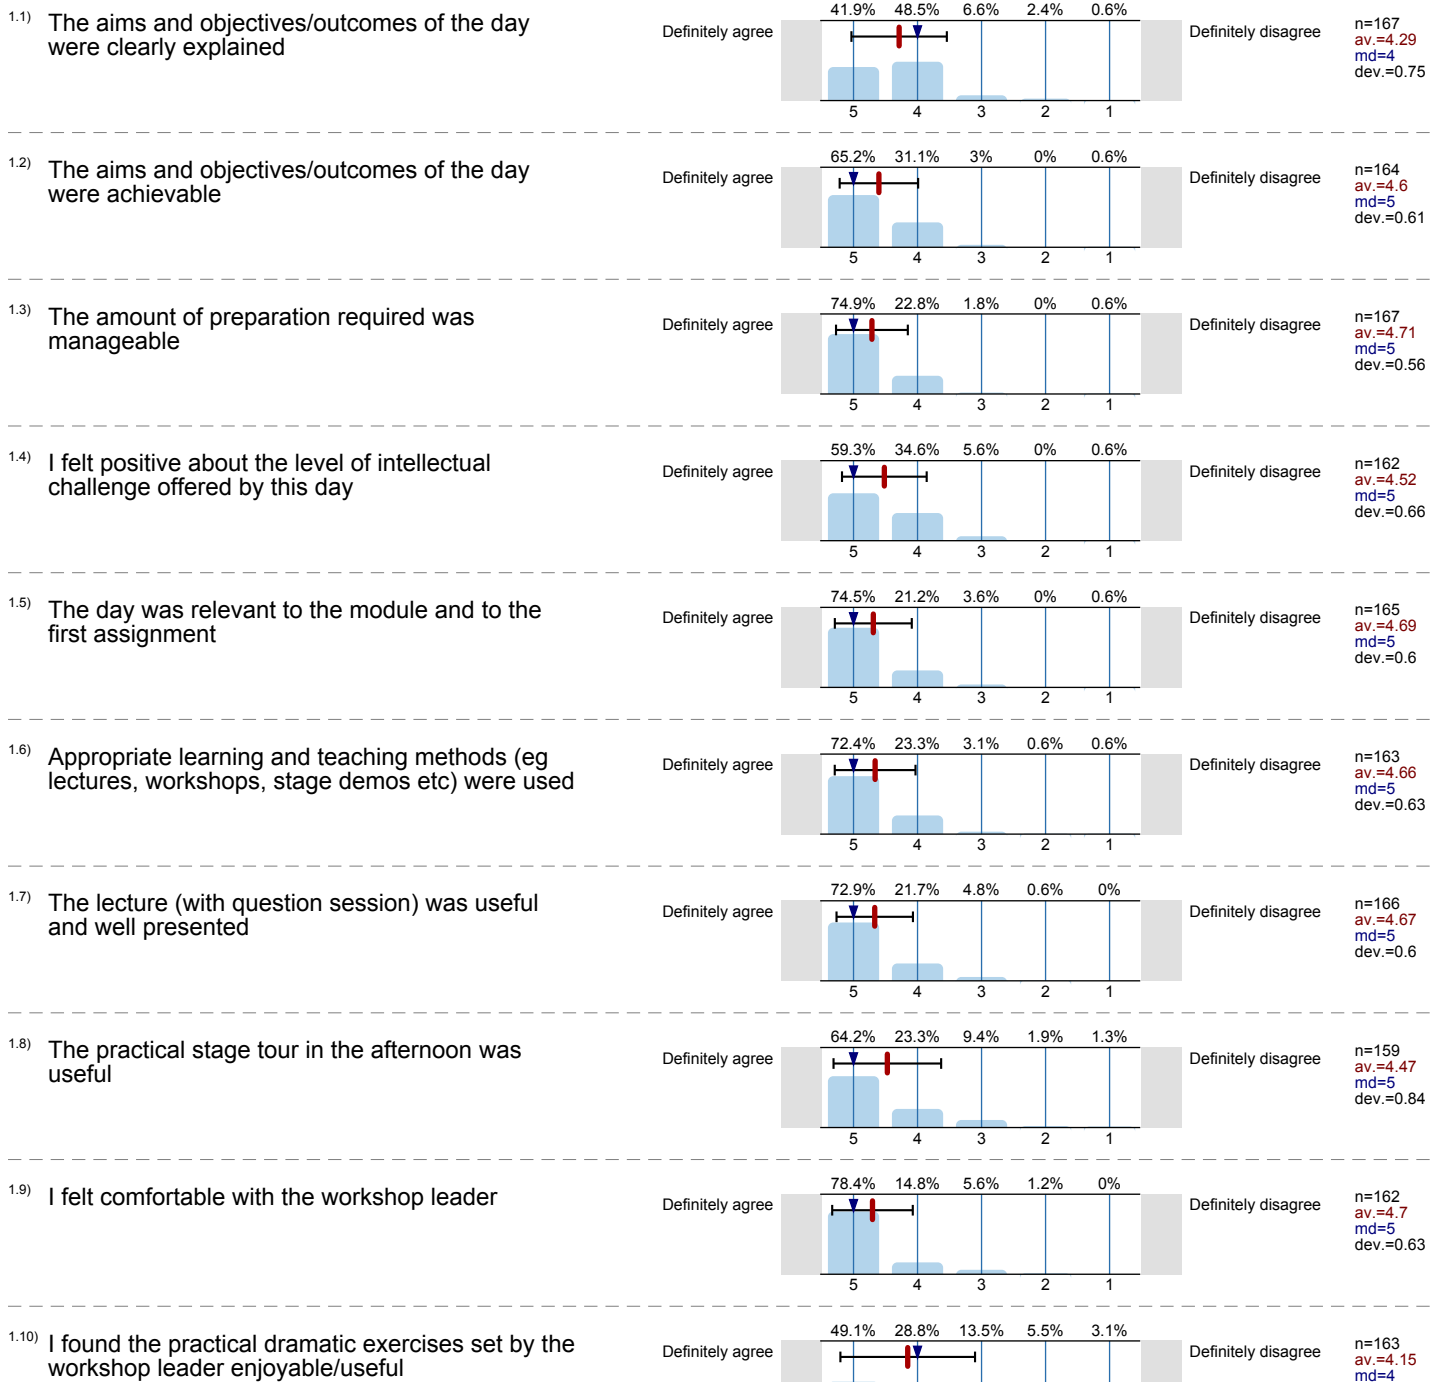 1.1) The aims and objectives/outcomes of the day
were clearly explained
Definitely agree
41.9% 48.5% 6.6% 2.4% 0.6%
5 4 3 2 1
Definitely disagree
n=167
av.=4.29
md=4
dev.=0.75
1.2) The aims and objectives/outcomes of the day
were achievable
Definitely agree
65.2% 31.1% 3% 0% 0.6%
5 4 3 2 1
Definitely disagree
n=164
av.=4.6
md=5
dev.=0.61
1.3) The amount of preparation required was
manageable
Definitely agree
74.9% 22.8% 1.8% 0% 0.6%
5 4 3 2 1
Definitely disagree
n=167
av.=4.71
md=5
dev.=0.56
1.4) I felt positive about the level of intellectual
challenge offered by this day
Definitely agree
59.3% 34.6% 5.6% 0% 0.6%
5 4 3 2 1
Definitely disagree
n=162
av.=4.52
md=5
dev.=0.66
1.5) The day was relevant to the module and to the
first assignment
Definitely agree
74.5% 21.2% 3.6% 0% 0.6%
5 4 3 2 1
Definitely disagree
n=165
av.=4.69
md=5
dev.=0.6
1.6) Appropriate learning and teaching methods (eg
lectures, workshops, stage demos etc) were used
Definitely agree
72.4% 23.3% 3.1% 0.6% 0.6%
5 4 3 2 1
Definitely disagree
n=163
av.=4.66
md=5
dev.=0.63
1.7) The lecture (with question session) was useful
and well presented
Definitely agree
72.9% 21.7% 4.8% 0.6% 0%
5 4 3 2 1
Definitely disagree
n=166
av.=4.67
md=5
dev.=0.6
1.8) The practical stage tour in the afternoon was
useful
Definitely agree
64.2% 23.3% 9.4% 1.9% 1.3%
5 4 3 2 1
Definitely disagree
n=159
av.=4.47
md=5
dev.=0.84
1.9) I felt comfortable with the workshop leader
Definitely agree
78.4% 14.8% 5.6% 1.2% 0%
5 4 3 2 1
Definitely disagree
n=162
av.=4.7
md=5
dev.=0.63
1.10) I found the practical dramatic exercises set by the
workshop leader enjoyable/useful
Definitely agree
49.1% 28.8% 13.5% 5.5% 3.1%
Definitely disagree
n=163
av.=4.15
md=4